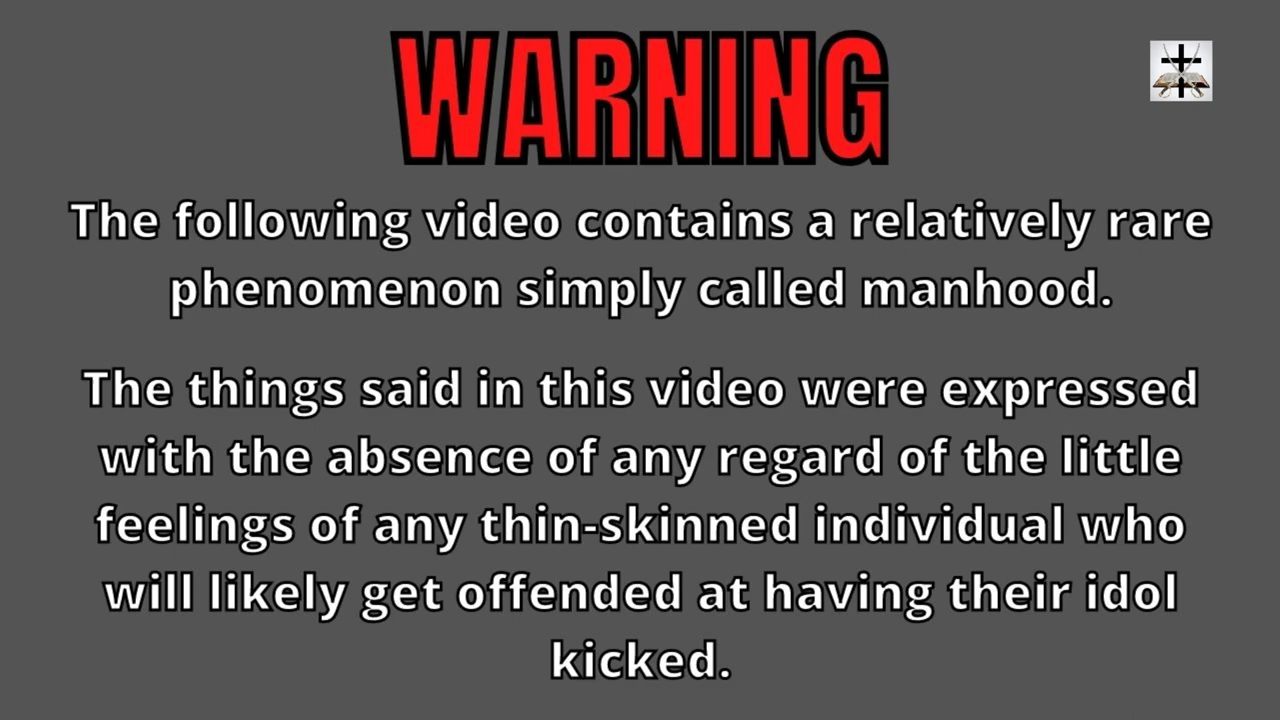 WARNING
The following video contains a relatively rare
phenomenon simply called manhood.
The things said in this video were expressed
with the absence of any regard of the little
feelings of any thin-skinned individual who
will likely get offended at having their idol
kicked.